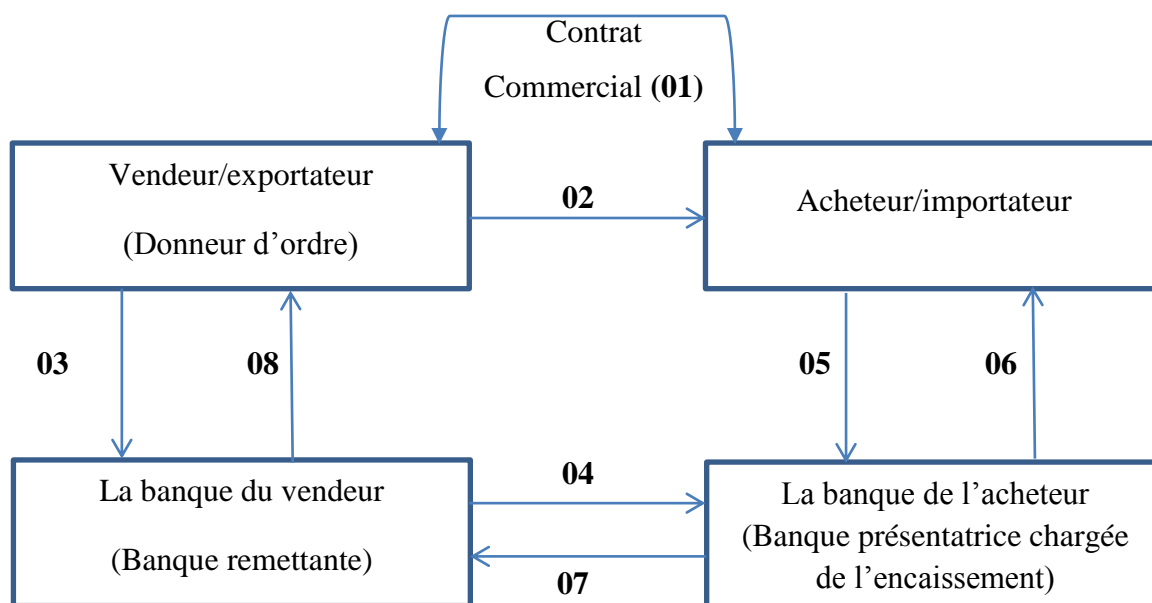 Contrat
Commercial (01)
Vendeur/exportateur
(Donneur d’ordre)
02
Acheteur/importateur
03
08
05
06
La banque du vendeur
(Banque remettante)
04
07
La banque de l’acheteur
(Banque présentatrice chargée
de l’encaissement)